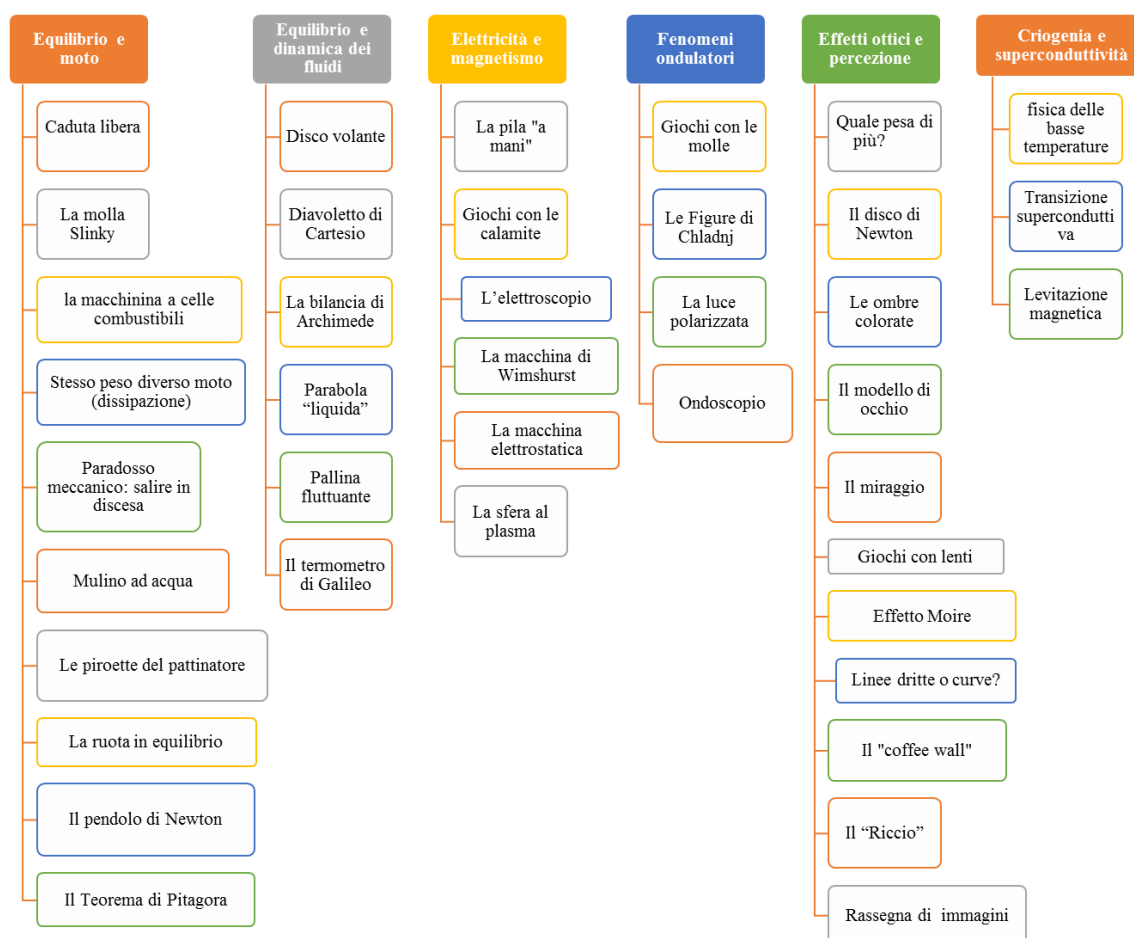 Equilibrio e
moto
Caduta libera
La molla
Slinky
la macchinina a celle
combustibili
Stesso peso diverso moto
(dissipazione)
Paradosso
meccanico: salire in
discesa
Mulino ad acqua
Le piroette del pattinatore
La ruota in equilibrio
Il pendolo di Newton
Il Teorema di Pitagora
Equilibrio e
dinamica dei
fluidi
Disco volante
Diavoletto di
Cartesio
La bilancia di
Archimede
Parabola
“liquida”
Pallina
fluttuante
Il termometro
di Galileo
Elettricità e
magnetismo
La pila "a
mani"
Giochi con le
calamite
L’elettroscopio
La macchina di
Wimshurst
La macchina
elettrostatica
La sfera al
plasma
Fenomeni
ondulatori
Giochi con le
molle
Le Figure di
Chladnj
La luce
polarizzata
Ondoscopio
Effetti ottici e
percezione
Quale pesa di
più?
Il disco di
Newton
Le ombre
colorate
Il modello di
occhio
Il miraggio
Giochi con lenti
Effetto Moire
Linee dritte o curve?
Il "coffee wall"
Il “Riccio”
Rassegna di immagini
Criogenia e
superconduttività
fisica delle
basse
temperature
Transizione
supercondutti
va
Levitazione
magnetica